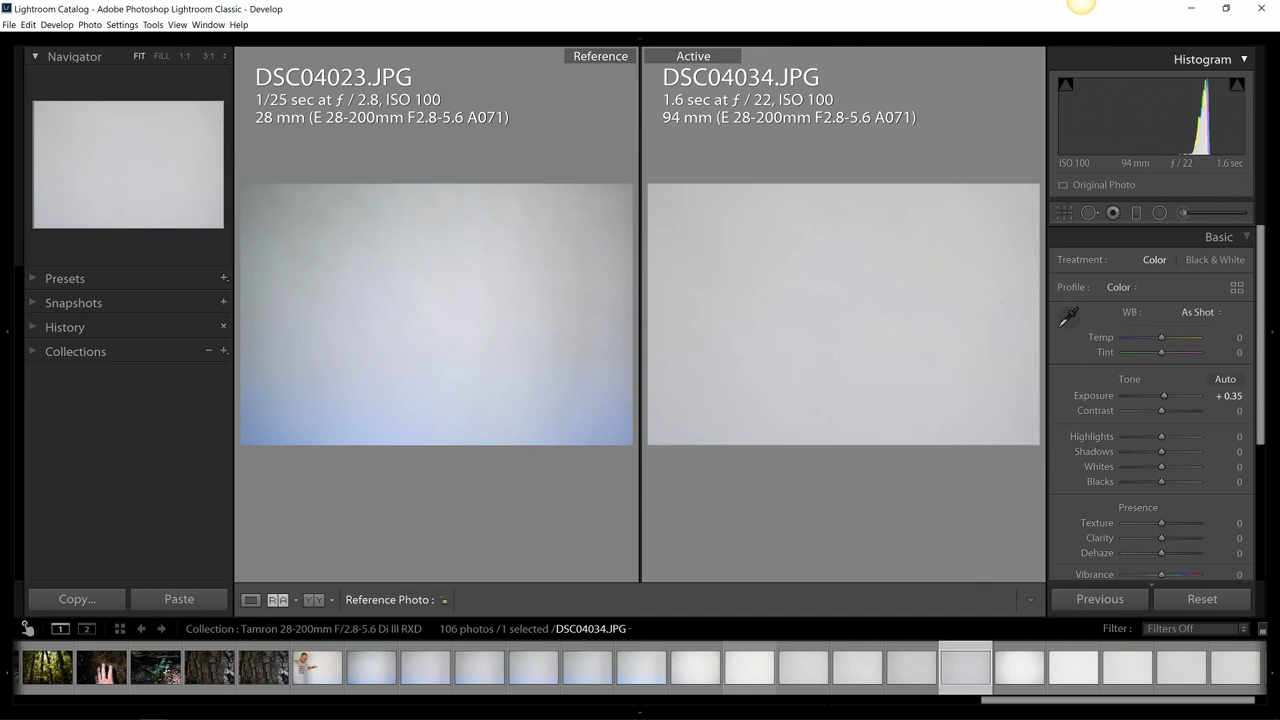 Lightroom Catalog - Adobe Photoshop Lightroom Classic - Develop
File Edit Develop Photo Settings Tools View Window Help
Navigator FIT FILL 1:1 3:1
Presets
Snapshots
History
Collections
Copy... Paste
Reference
DSC04023.JPG
1/25 sec at ƒ / 2.8, ISO 100
28 mm (E 28-200mm F2.8-5.6 A071)
Active
DSC04034.JPG
1.6 sec at ƒ / 22, ISO 100
94 mm (E 28-200mm F2.8-5.6 A071)
Reference Photo :
Histogram
ISO 100 94 mm ƒ / 22 1.6 sec
Original Photo
Basic
Treatment : Color Black & White
Profile : Color
WB : As Shot
Temp 0
Tint 0
Tone Auto
Exposure + 0.35
Contrast 0
Highlights 0
Shadows 0
Whites 0
Blacks 0
Presence
Texture 0
Clarity 0
Dehaze 0
Vibrance 0
Previous Reset
1 2 Collection : Tamron 28-200mm F/2.8-5.6 Di III RXD 106 photos / 1 selected / DSC04034.JPG Filter : Filters Off